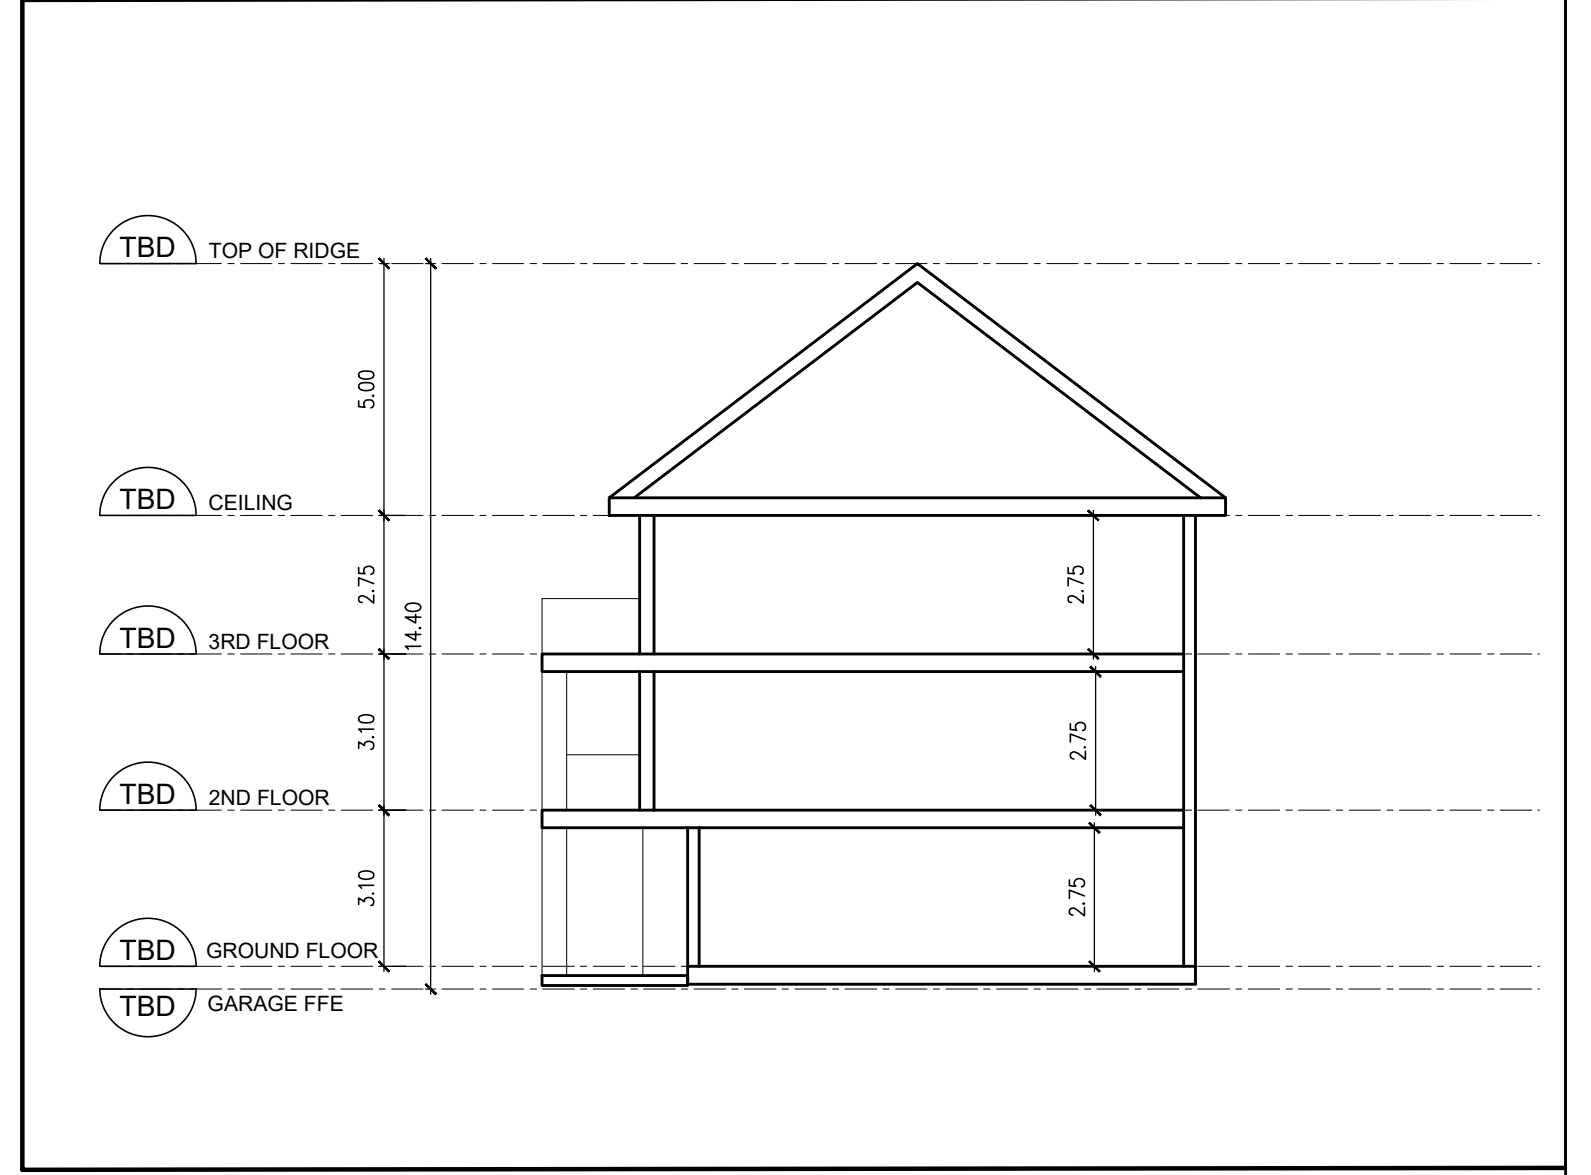 TBD TOP OF RIDGE
5.00
TBD CEILING
2.75
2.75
14.40
TBD 3RD FLOOR
3.10
2.75
TBD 2ND FLOOR
3.10
2.75
TBD GROUND FLOOR
TBD GARAGE FFE